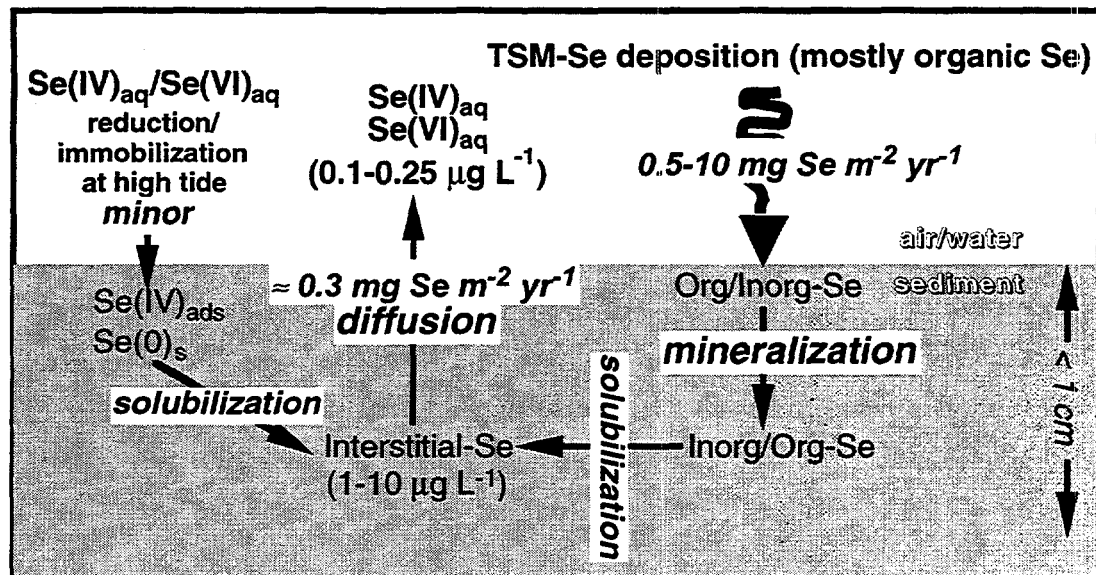 TSM-Se deposition (mostly organic Se)
Se(IV)aq/Se(VI)aq
reduction/
immobilization
at high tide
minor
Se(IV)aq
Se(VI)aq
(0.1-0.25 µg L⁻¹)
0.5-10 mg Se m⁻² yr⁻¹
air/water
sediment
Se(IV)ads
Se(0)s
≈ 0.3 mg Se m⁻² yr⁻¹
diffusion
Org/Inorg-Se
mineralization
solubilization
solubilization
Interstitial-Se
(1-10 µg L⁻¹)
Inorg/Org-Se
< 1 cm